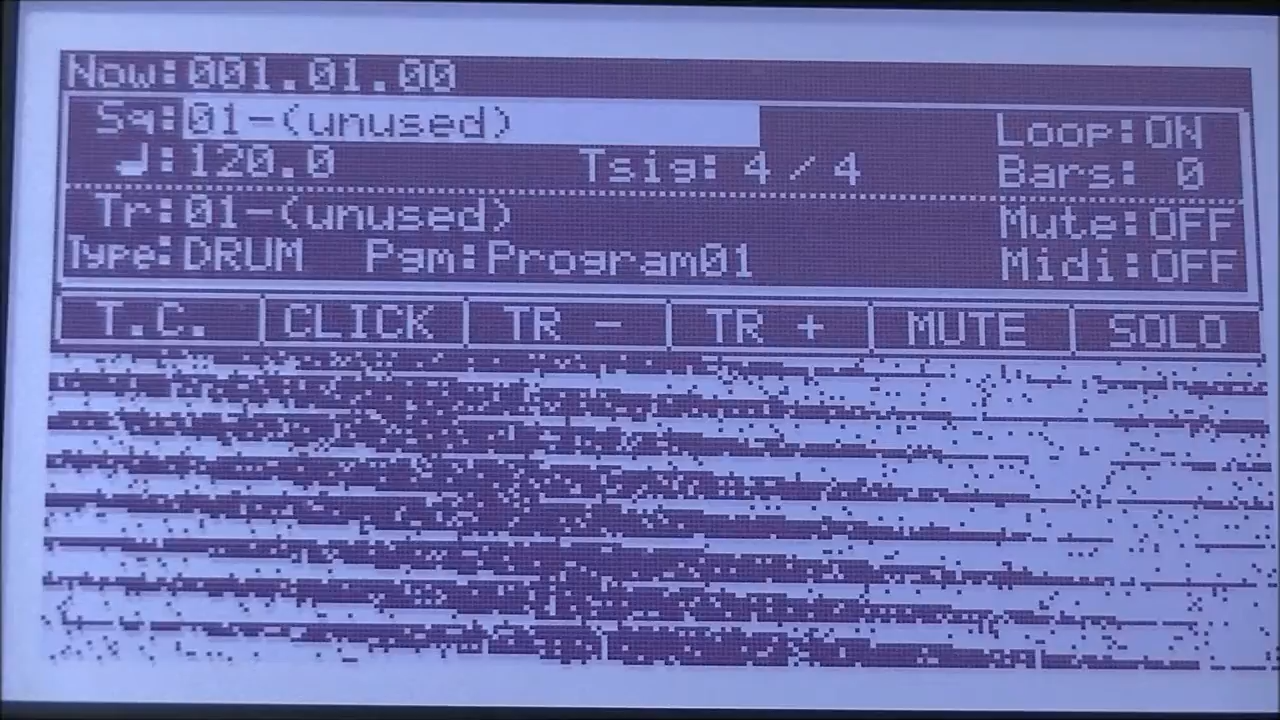 Now:001.01.00
Sq:01-(unused) Loop:ON
♩:120.0 Tsig: 4 / 4 Bars: 0
Tr:01-(unused) Mute:OFF
Type:DRUM Pgm:Program01 Midi:OFF
T.C. CLICK TR - TR + MUTE SOLO